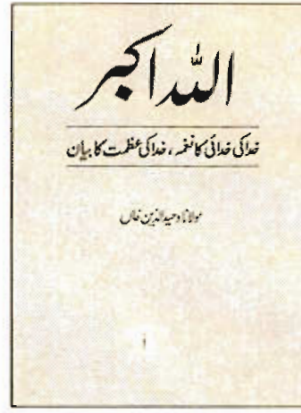 اللہ اکبر
خدا کی خدائی کا نغمہ، خدا کی عظمت کا بیان
مولانا وحید الدین خاں